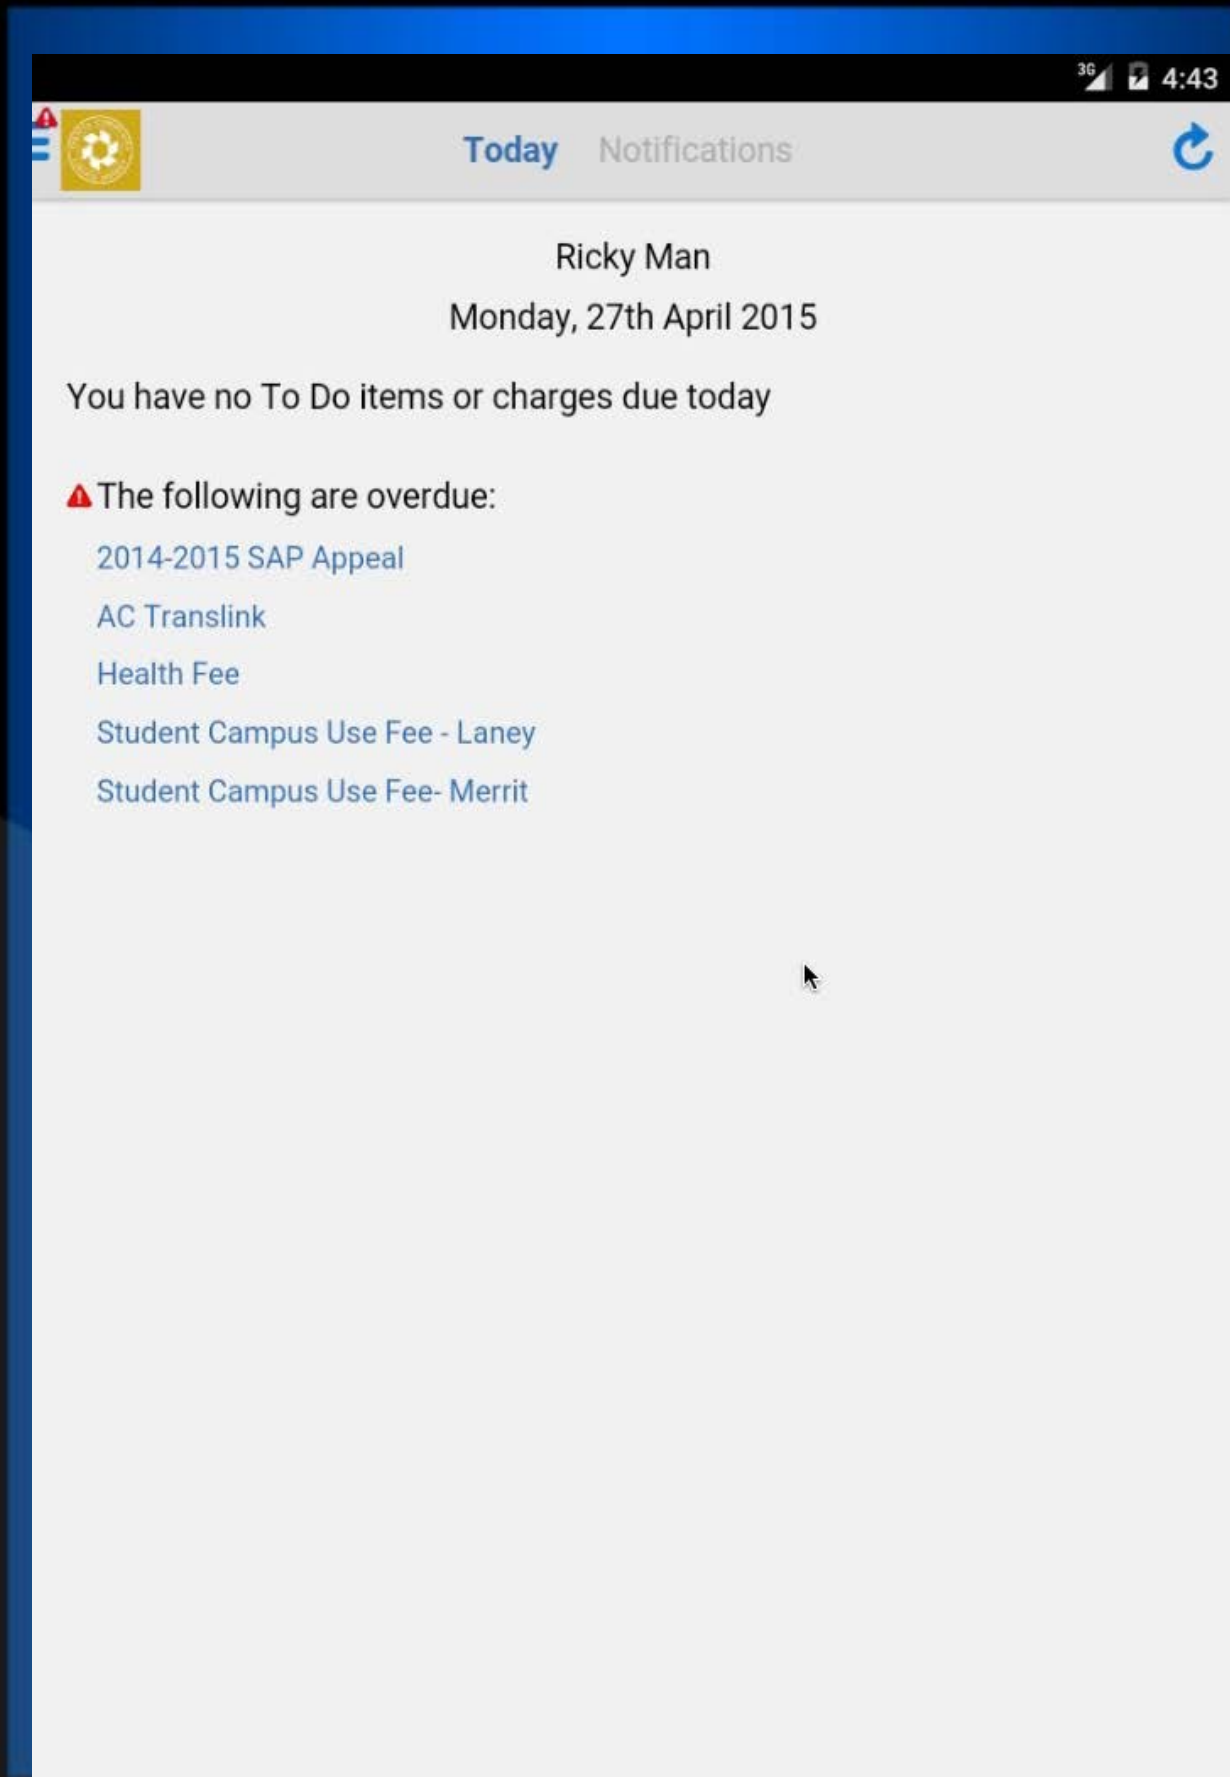 3G 4:43
Today Notifications
Ricky Man
Monday, 27th April 2015
You have no To Do items or charges due today
The following are overdue:
2014-2015 SAP Appeal
AC Translink
Health Fee
Student Campus Use Fee - Laney
Student Campus Use Fee- Merrit